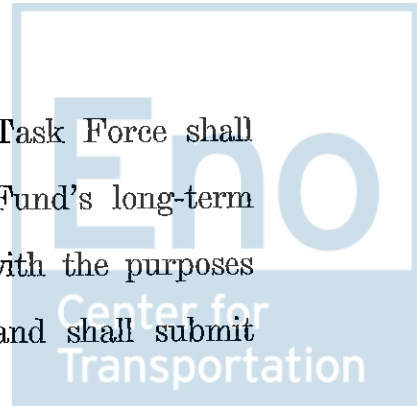 Task Force shall
Fund's long-term
with the purposes
and shall submit
Eno
Center for
Transportation